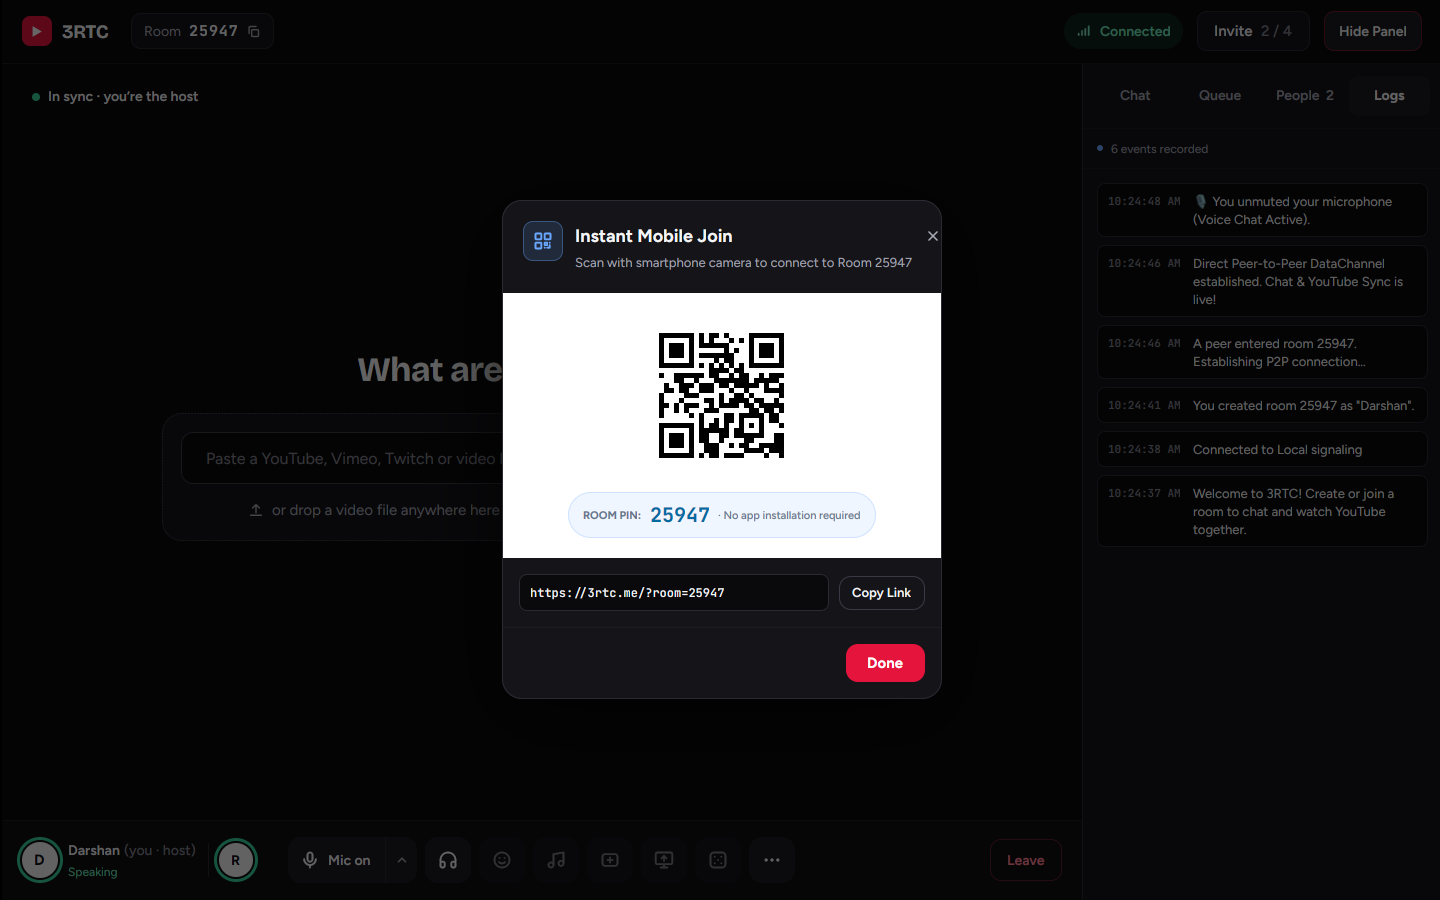 3RTC
Room 25947
Connected
Invite 2 / 4
Hide Panel
In sync · you're the host
Chat
Queue
People 2
Logs
6 events recorded
10:24:48 AM
🎙️ You unmuted your microphone
(Voice Chat Active).
10:24:46 AM
Direct Peer-to-Peer DataChannel
established. Chat & YouTube Sync is
live!
10:24:46 AM
A peer entered room 25947.
Establishing P2P connection...
10:24:41 AM
You created room 25947 as "Darshan".
10:24:38 AM
Connected to Local signaling
10:24:37 AM
Welcome to 3RTC! Create or join a
room to chat and watch YouTube
together.
What are
Paste a YouTube, Vimeo, Twitch or video
or drop a video file anywhere here
Instant Mobile Join
Scan with smartphone camera to connect to Room 25947
ROOM PIN: 25947 · No app installation required
https://3rtc.me/?room=25947
Copy Link
Done
D
Darshan (you · host)
Speaking
R
Mic on
Leave